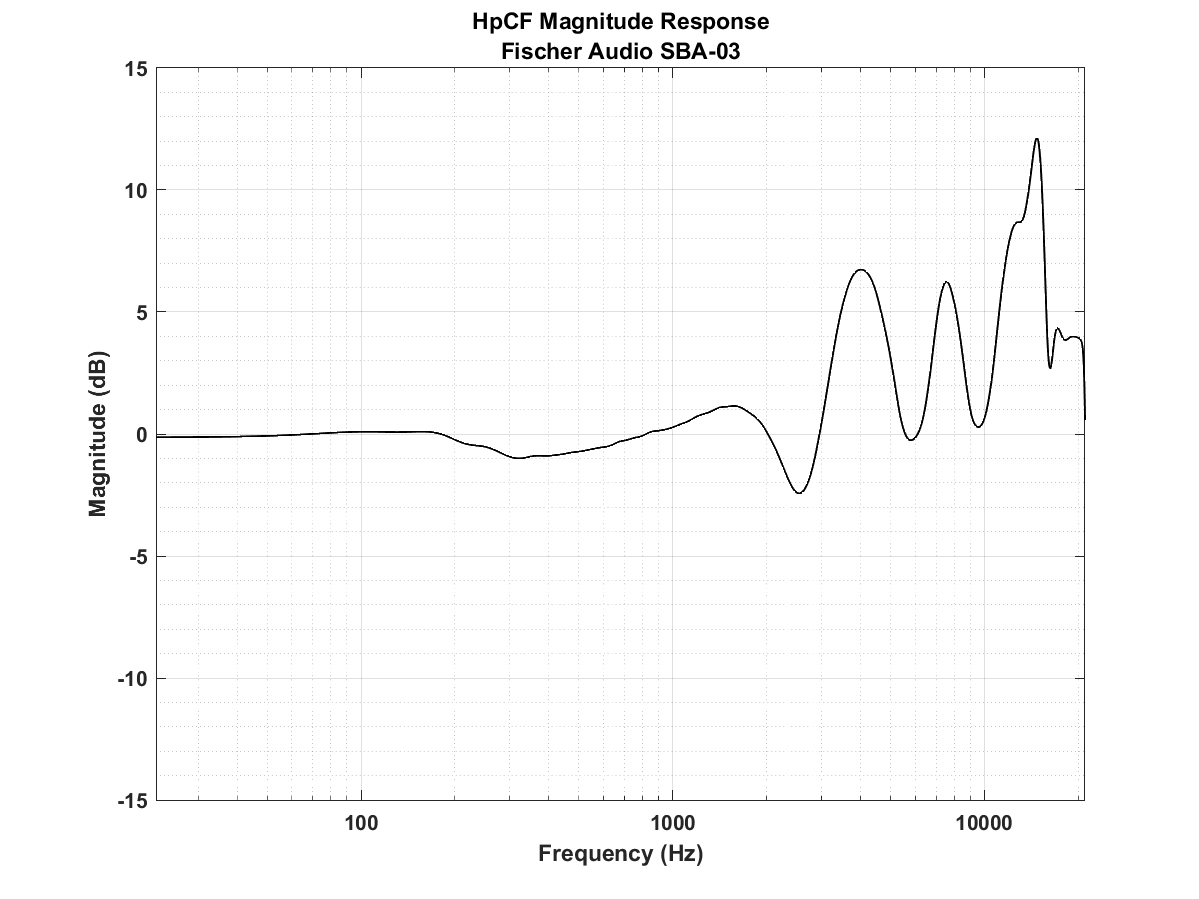 HpCF Magnitude Response
Fischer Audio SBA-03
15
10
5
0
-5
-10
-15
Magnitude (dB)
100 1000 10000
Frequency (Hz)